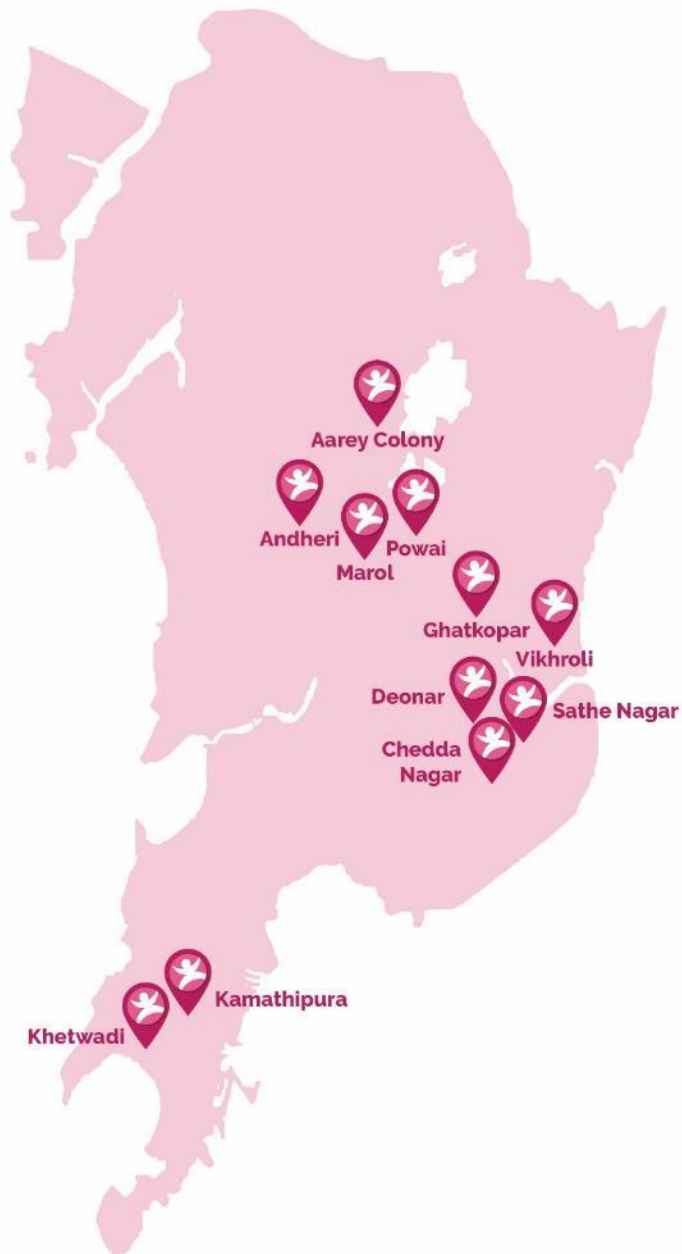 Aarey Colony
Andheri
Powai
Marol
Ghatkopar
Vikhroli
Deonar
Sathe Nagar
Chedda
Nagar
Kamathipura
Khetwadi